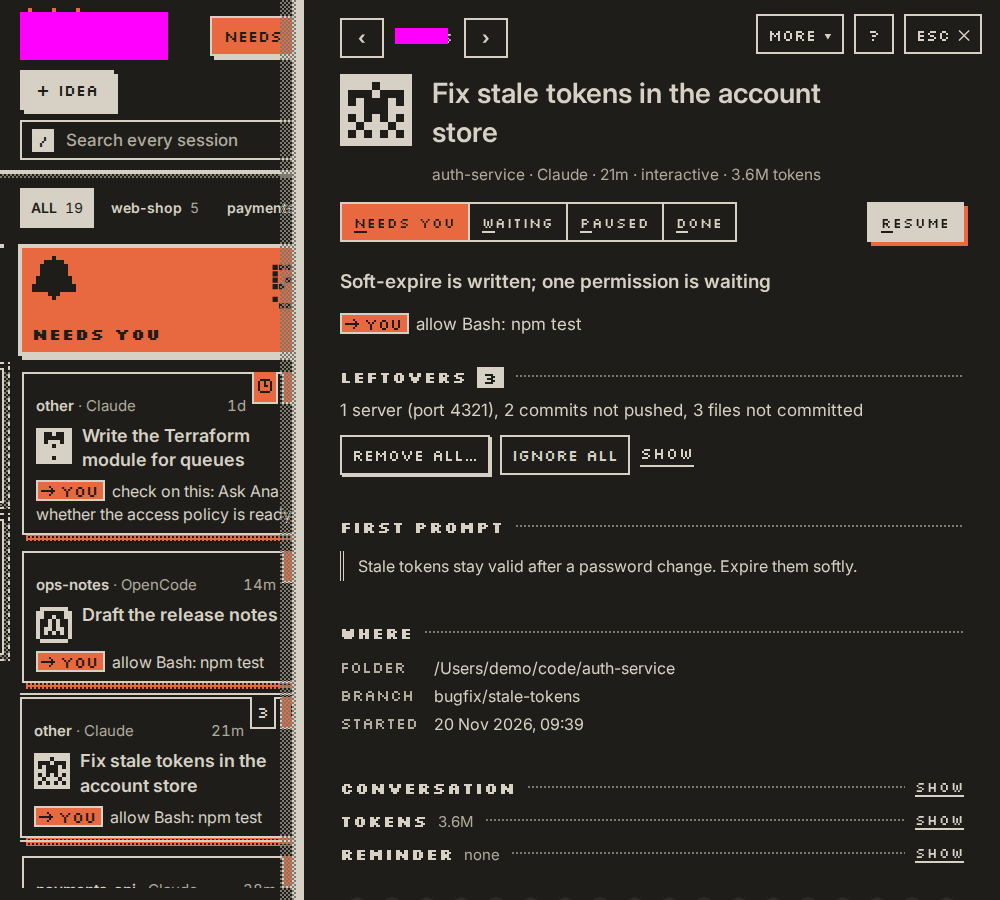 NEEDS
+ IDEA
/ Search every session
ALL 19 web-shop 5 payment
NEEDS YOU
other · Claude 1d
Write the Terraform
module for queues
→ YOU check on this: Ask Ana
whether the access policy is ready
ops-notes · OpenCode 14m
Draft the release notes
→ YOU allow Bash: npm test
3
other · Claude 21m
Fix stale tokens in the
account store
→ YOU allow Bash: npm test
payments-api · Claude 38m
‹ ›
MORE ▾ ? ESC ×
Fix stale tokens in the account
store
auth-service · Claude · 21m · interactive · 3.6M tokens
NEEDS YOU WAITING PAUSED DONE RESUME
Soft-expire is written; one permission is waiting
→ YOU allow Bash: npm test
LEFTOVERS 3
1 server (port 4321), 2 commits not pushed, 3 files not committed
REMOVE ALL… IGNORE ALL SHOW
FIRST PROMPT
Stale tokens stay valid after a password change. Expire them softly.
WHERE
FOLDER /Users/demo/code/auth-service
BRANCH bugfix/stale-tokens
STARTED 20 Nov 2026, 09:39
CONVERSATION SHOW
TOKENS 3.6M SHOW
REMINDER none SHOW